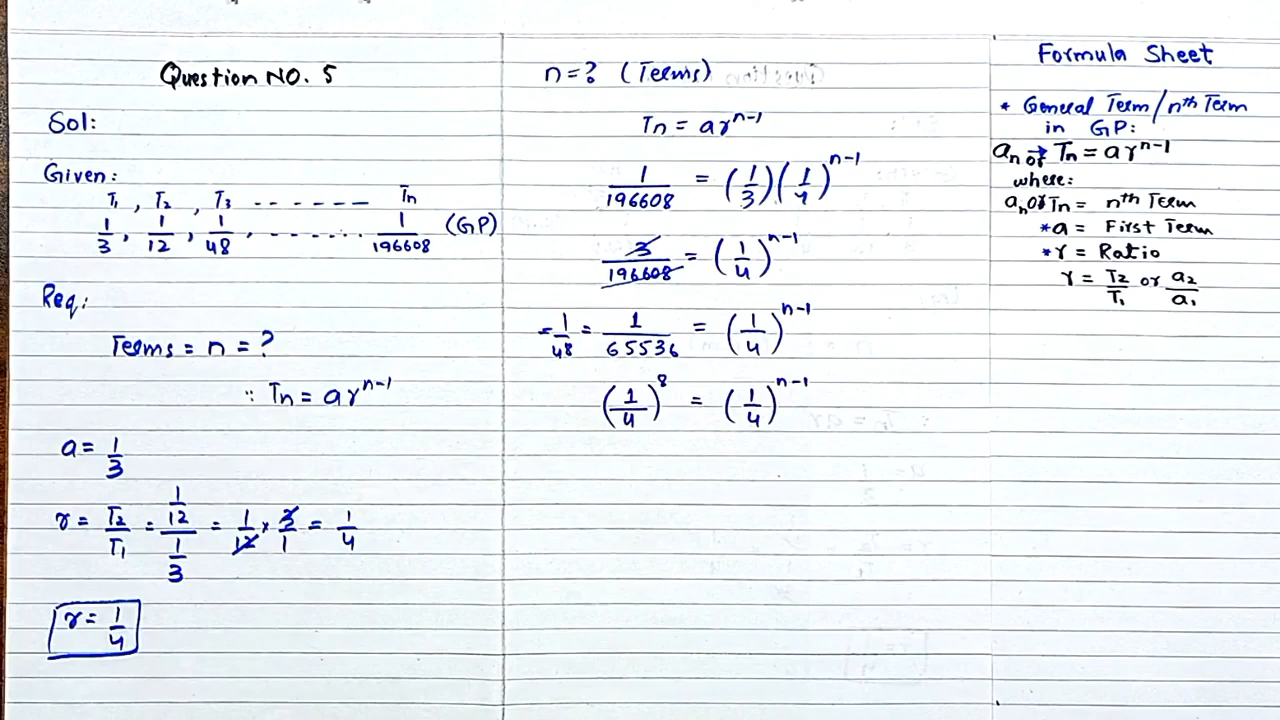 Question NO. 5
Sol:
Given:
T₁ , T₂ , T₃ - - - - - - - Tn
1/3, 1/12, 1/48, ........ 1/196608 (GP)
Req:
Terms = n = ?
∵ Tn = arⁿ⁻¹
a = 1/3
r = T₂/T₁ = (1/12)/(1/3) = 1/12 × 3/1 = 1/4
r = 1/4
n = ? (Terms)
Tn = arⁿ⁻¹
1/196608 = (1/3)(1/4)ⁿ⁻¹
3/196608 = (1/4)ⁿ⁻¹
= 1/48 = 1/65536 = (1/4)ⁿ⁻¹
(1/4)⁸ = (1/4)ⁿ⁻¹
Formula Sheet
* General Term/nth Term
in GP:
an or → Tn = arⁿ⁻¹
where:
an or Tn = nth Term
* a = First Term
* r = Ratio
r = T₂/T₁ or a₂/a₁